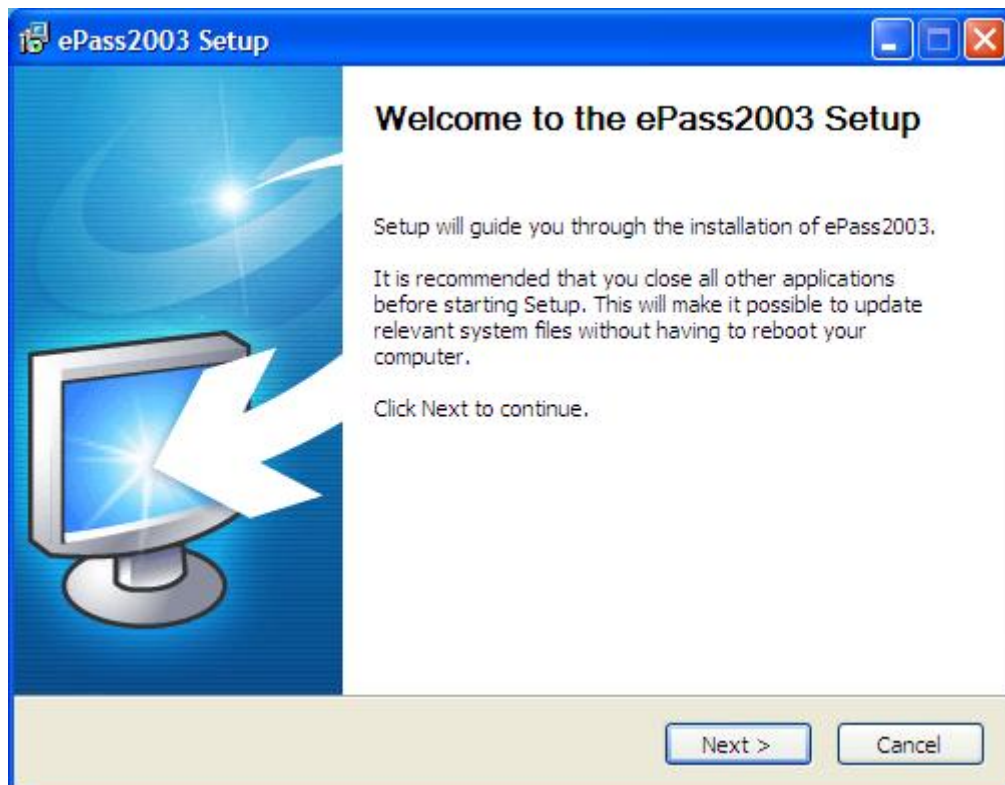 ePass2003 Setup
Welcome to the ePass2003 Setup
Setup will guide you through the installation of ePass2003.
It is recommended that you close all other applications
before starting Setup. This will make it possible to update
relevant system files without having to reboot your
computer.
Click Next to continue.
Next >
Cancel